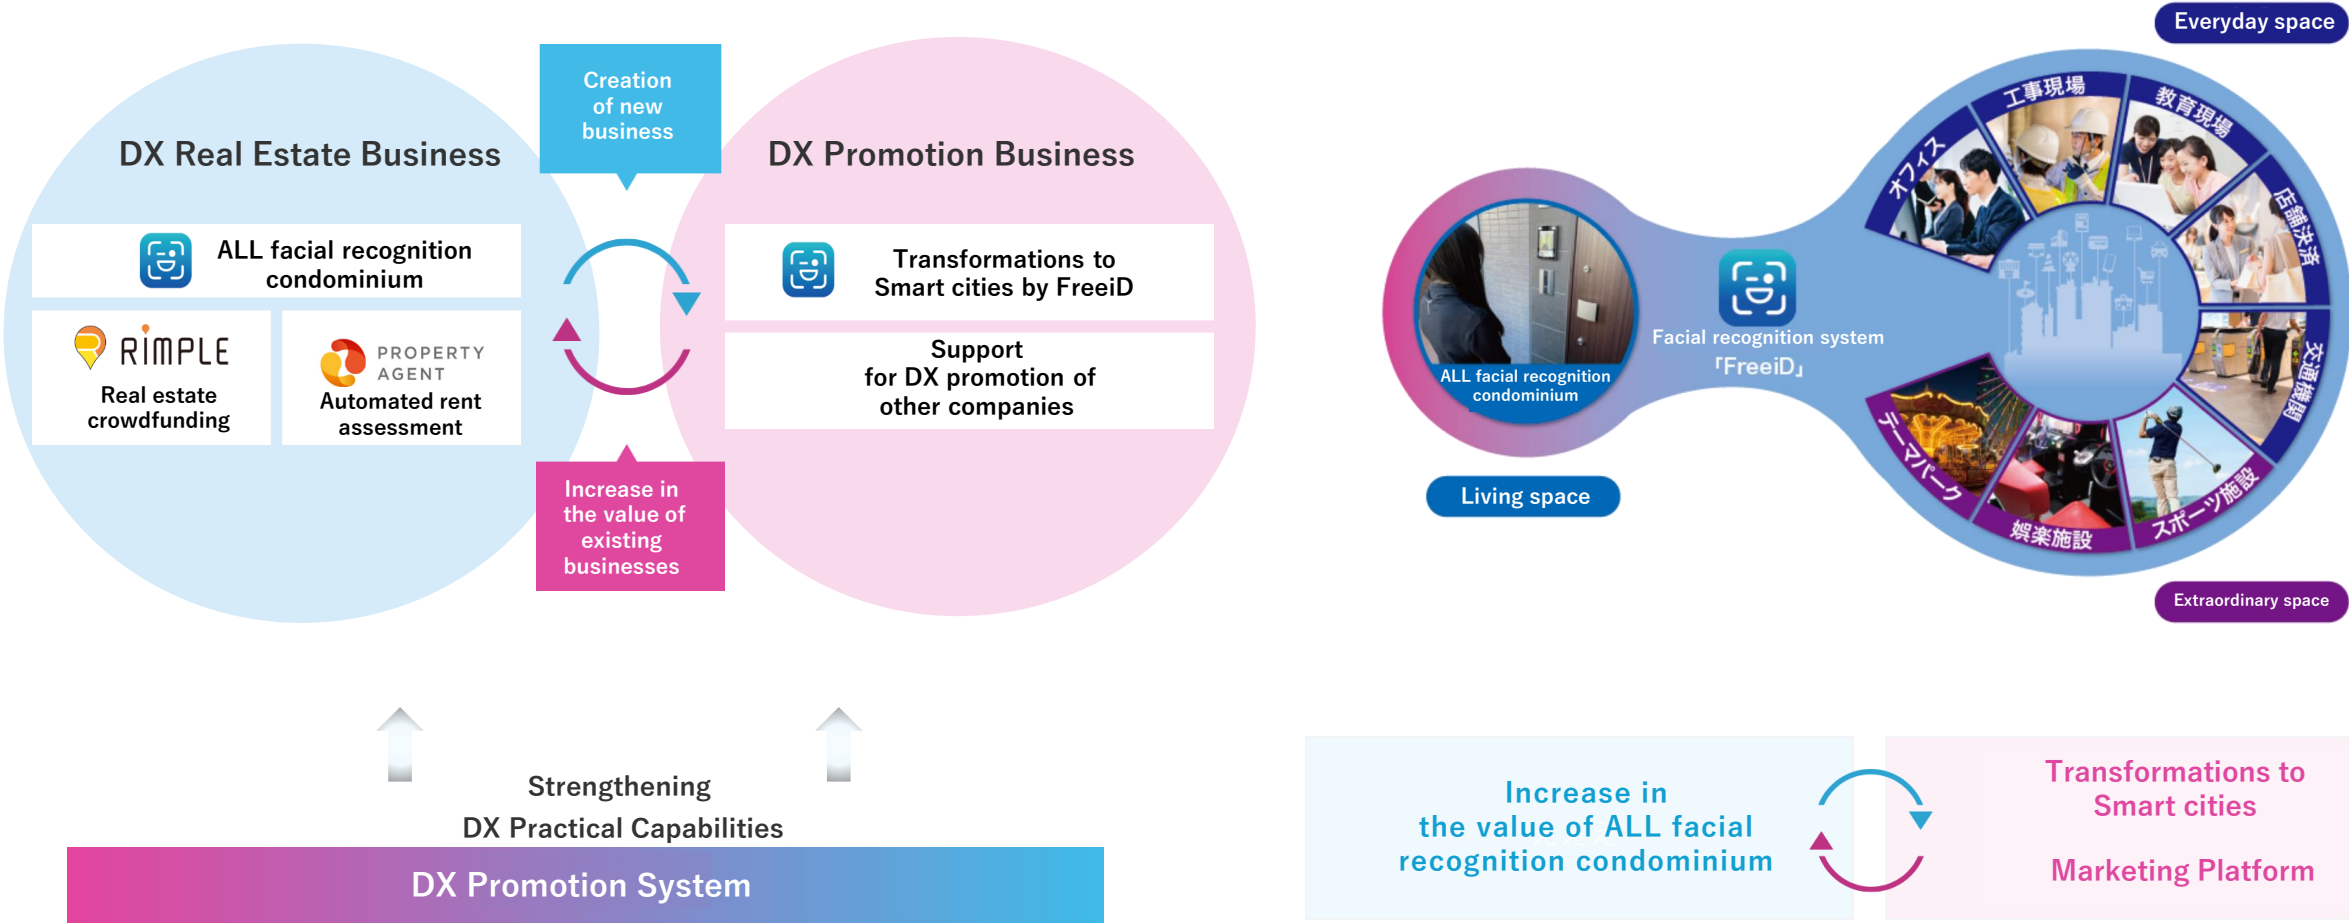 DX Real Estate Business
ALL facial recognition
condominium
RiMPLE
Real estate
crowdfunding
PROPERTY
AGENT
Automated rent
assessment
Creation
of new
business
Increase in
the value of
existing
businesses
DX Promotion Business
Transformations to
Smart cities by FreeiD
Support
for DX promotion of
other companies
Strengthening
DX Practical Capabilities
DX Promotion System
Everyday space
オフィス
工事現場
教育現場
店舗決済
交通機関
スポーツ施設
娯楽施設
テーマパーク
ALL facial recognition
condominium
Facial recognition system
「FreeiD」
Living space
Extraordinary space
Increase in
the value of ALL facial
recognition condominium
Transformations to
Smart cities
Marketing Platform